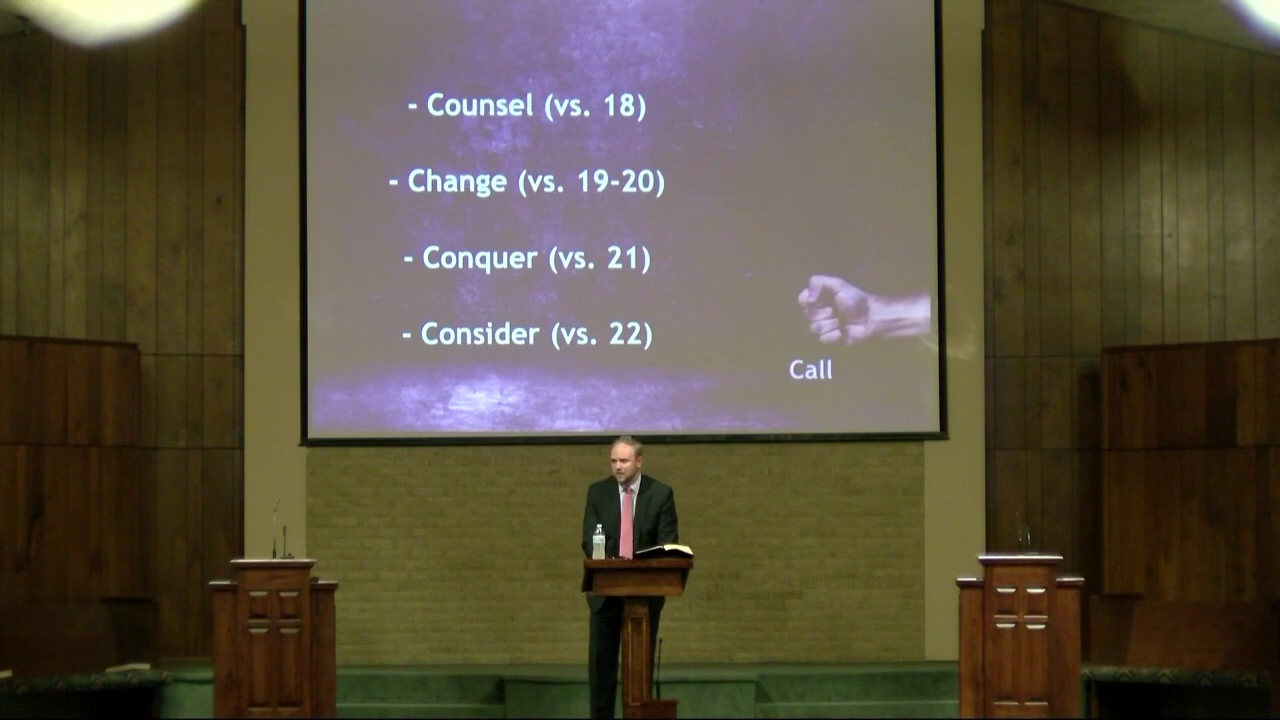 - Counsel (vs. 18)
- Change (vs. 19-20)
- Conquer (vs. 21)
- Consider (vs. 22)
Call